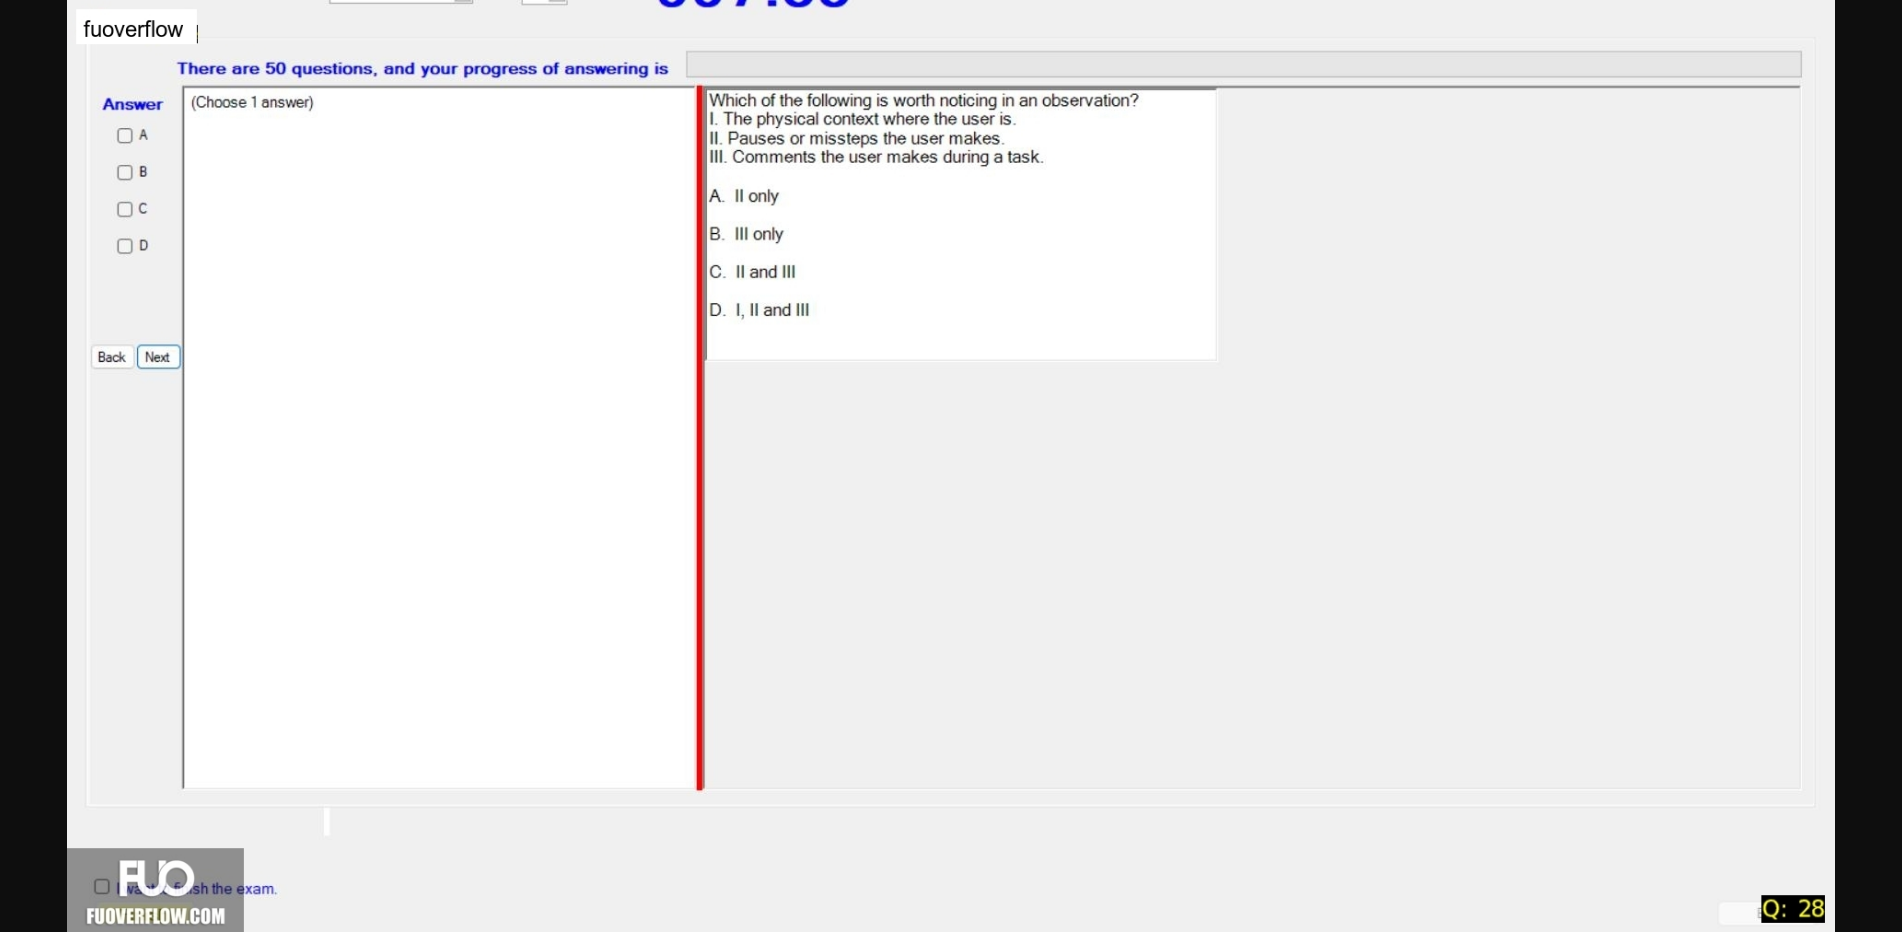 fuoverflow
There are 50 questions, and your progress of answering is
Answer
(Choose 1 answer)
A
B
C
D
Back
Next
Which of the following is worth noticing in an observation?
I. The physical context where the user is.
II. Pauses or missteps the user makes.
III. Comments the user makes during a task.
A. II only
B. III only
C. II and III
D. I, II and III
FUO
sh the exam.
FUOVERFLOW.COM
Q: 28